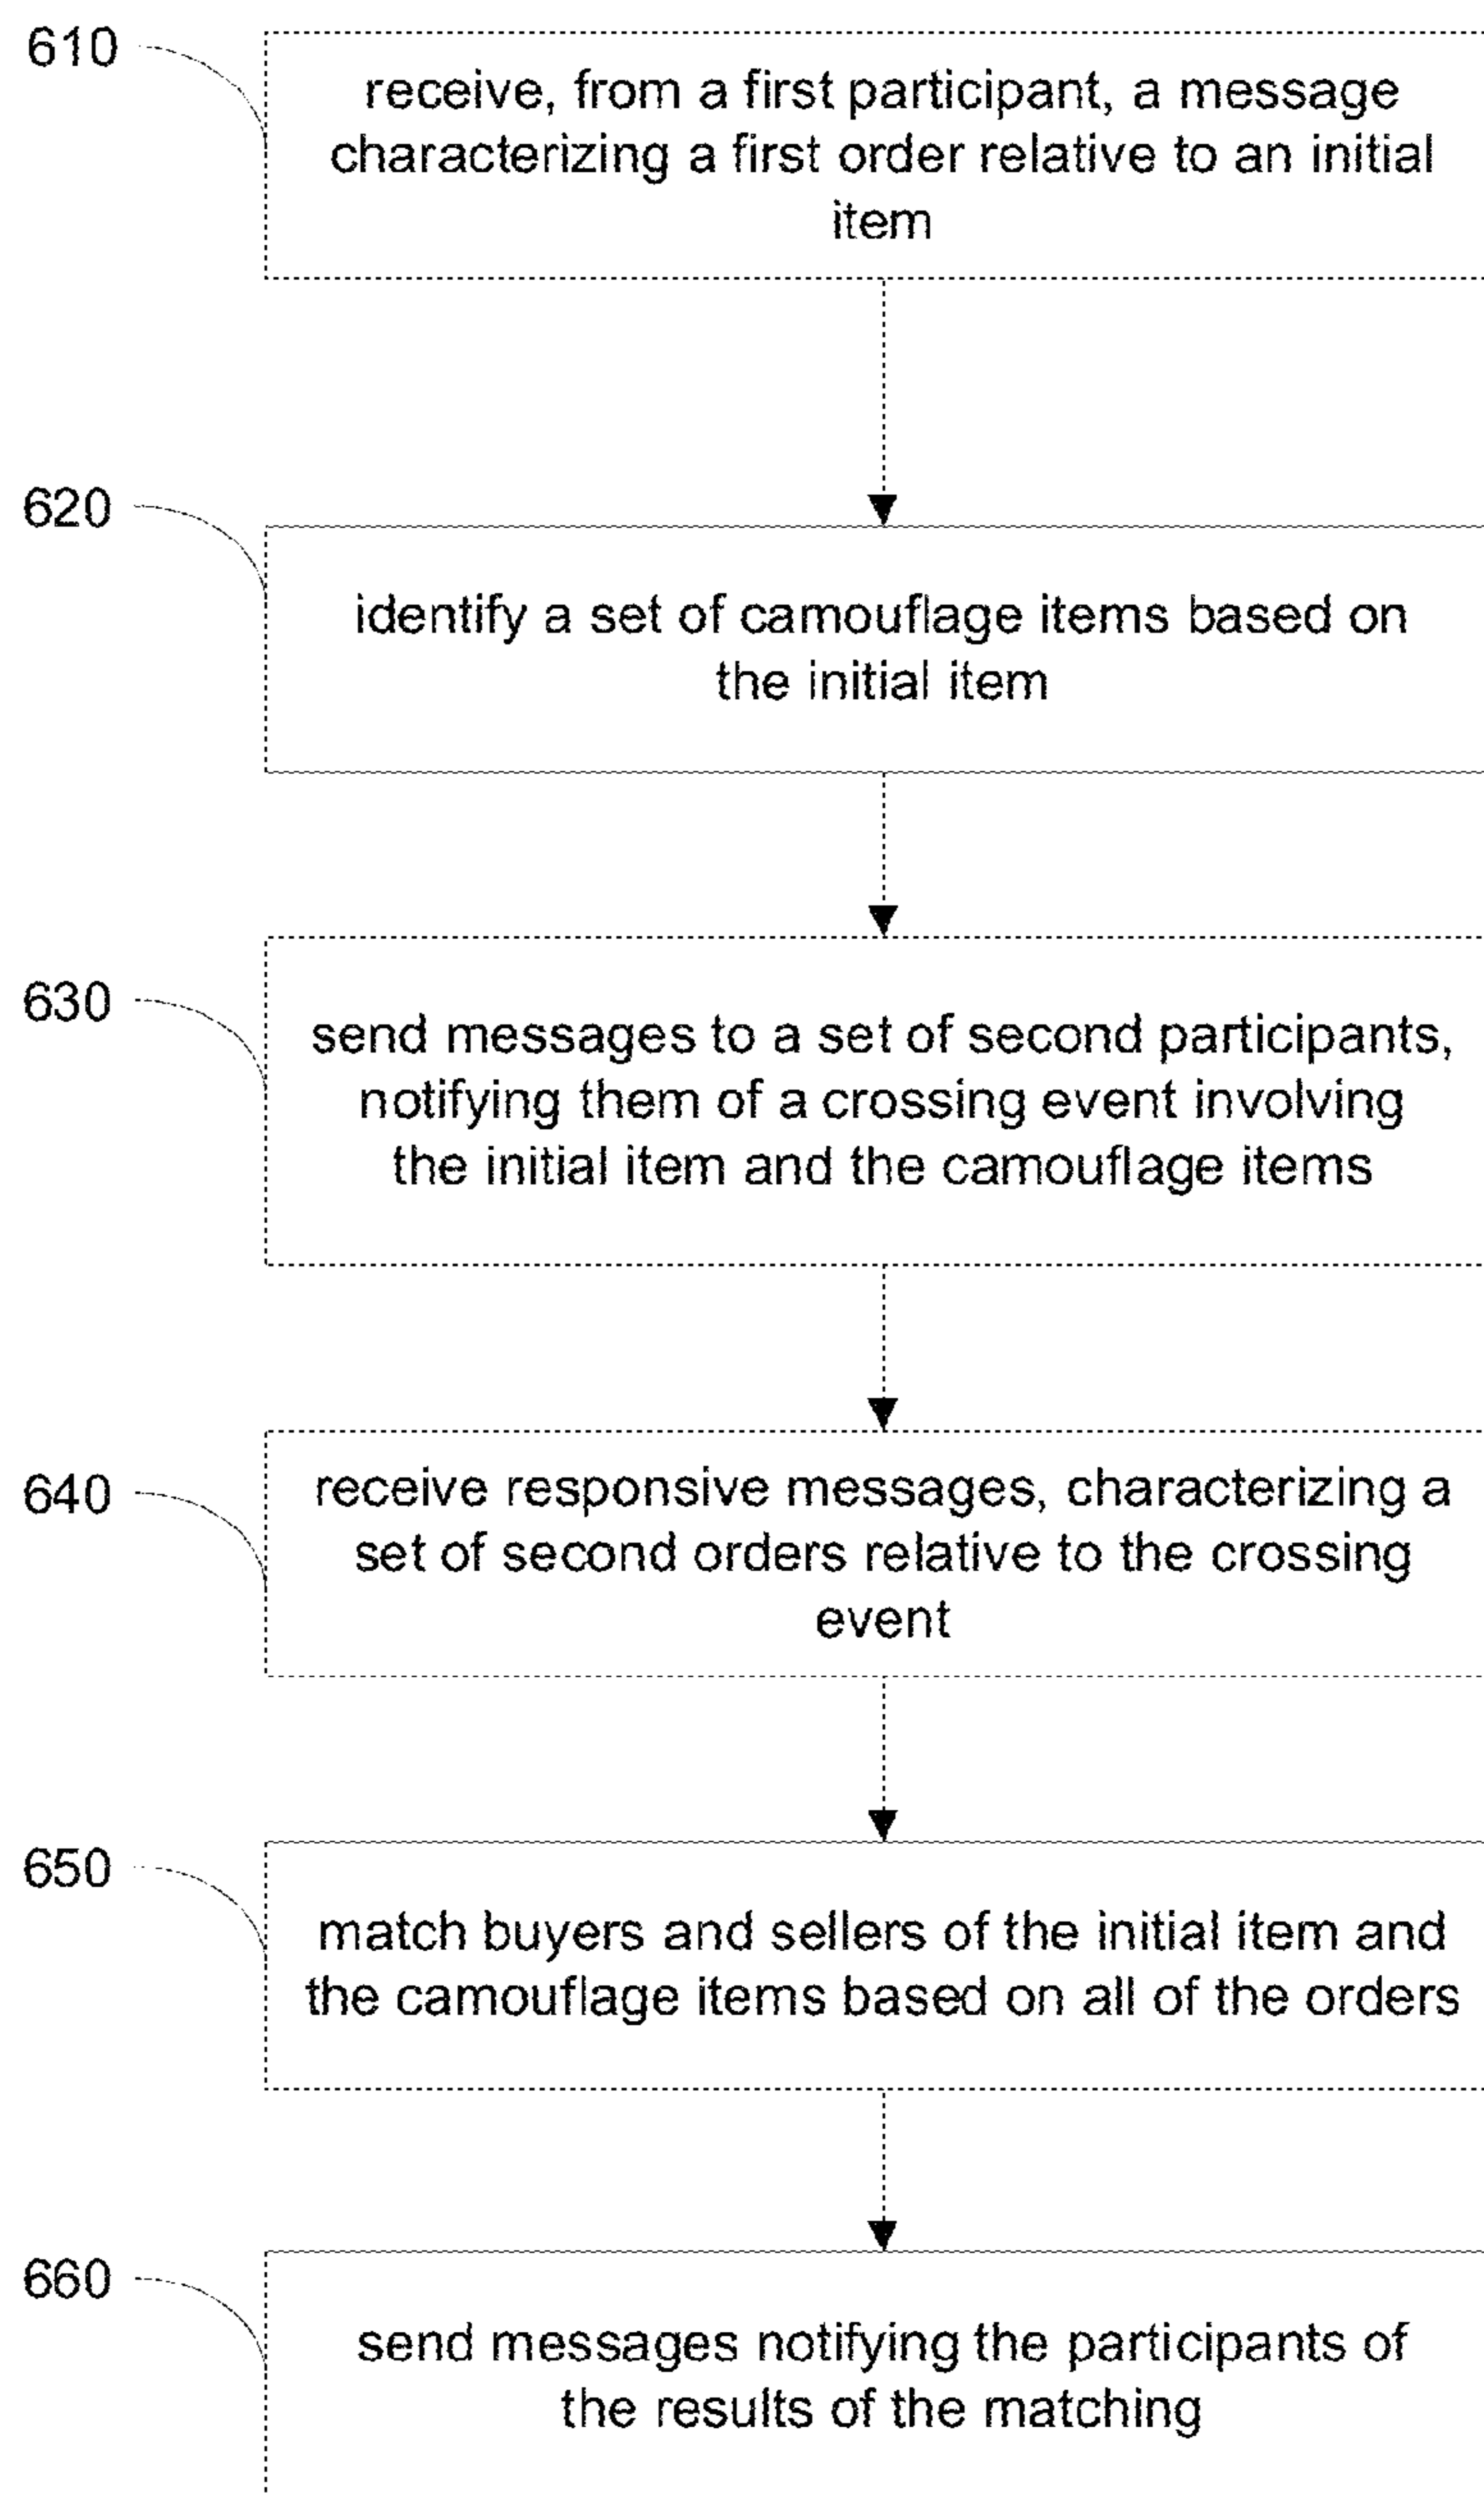 610
receive, from a first participant, a message
characterizing a first order relative to an initial
item
620
identify a set of camouflage items based on
the initial item
630
send messages to a set of second participants,
notifying them of a crossing event involving
the initial item and the camouflage items
640
receive responsive messages, characterizing a
set of second orders relative to the crossing
event
650
match buyers and sellers of the initial item and
the camouflage items based on all of the orders
660
send messages notifying the participants of
the results of the matching